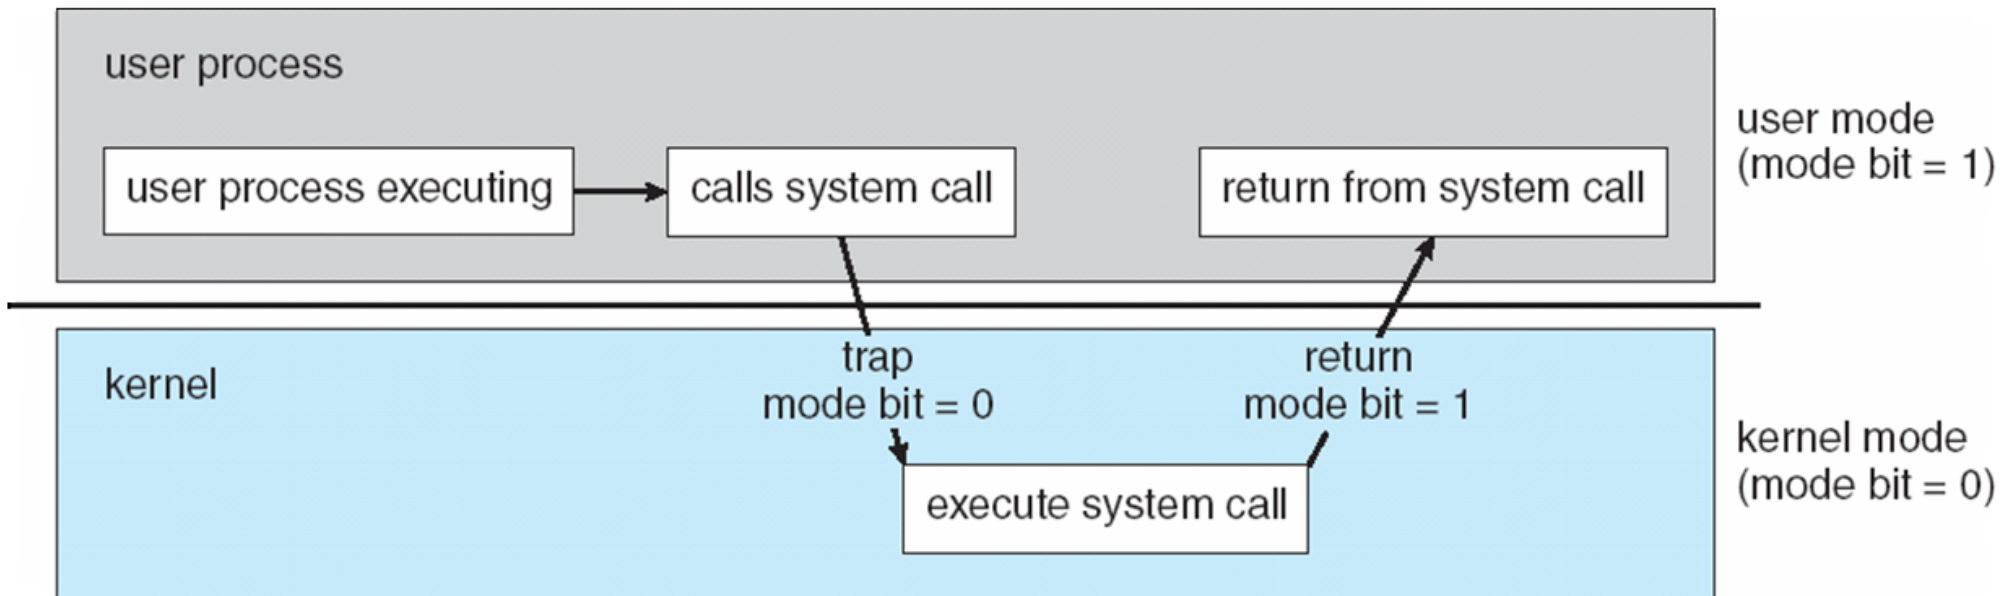 user process
user process executing
calls system call
return from system call
user mode
(mode bit = 1)
kernel
trap
mode bit = 0
return
mode bit = 1
execute system call
kernel mode
(mode bit = 0)